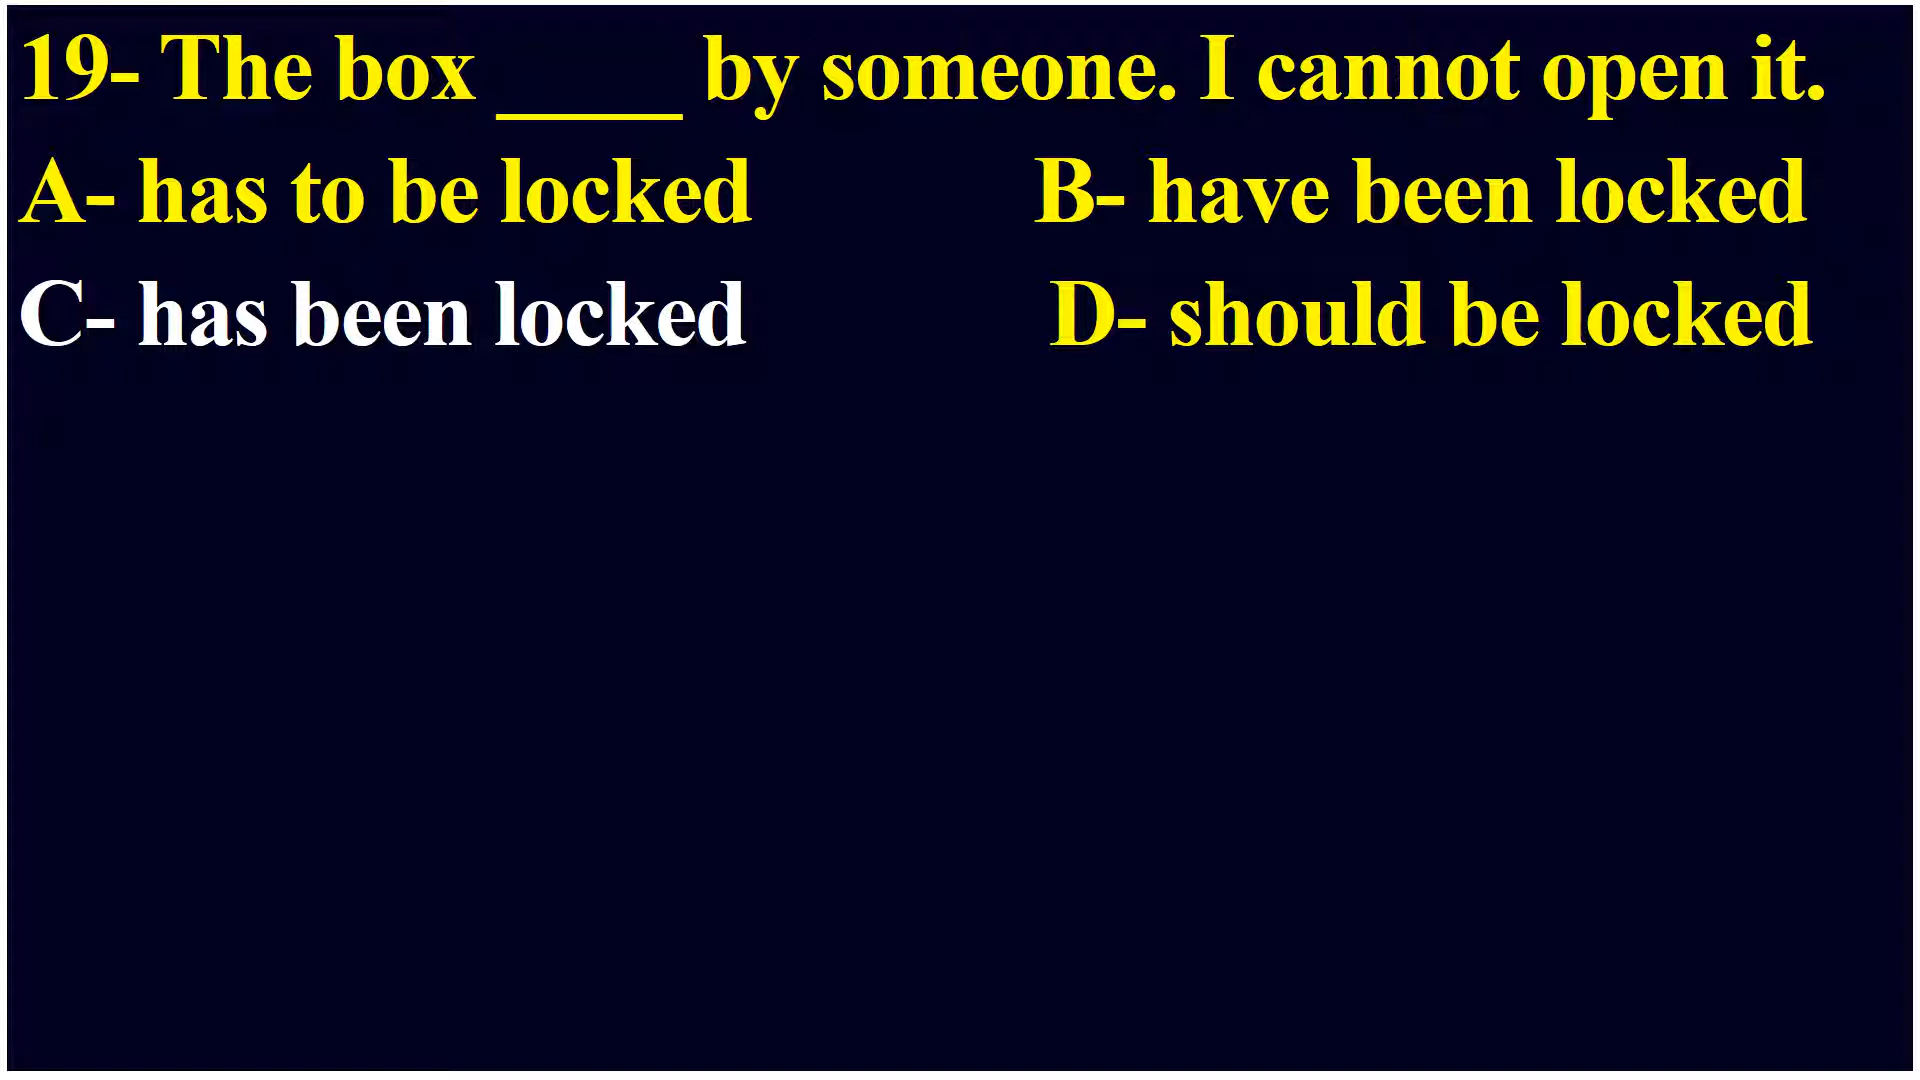 19- The box ____ by someone. I cannot open it.
A- has to be locked B- have been locked
C- has been locked D- should be locked